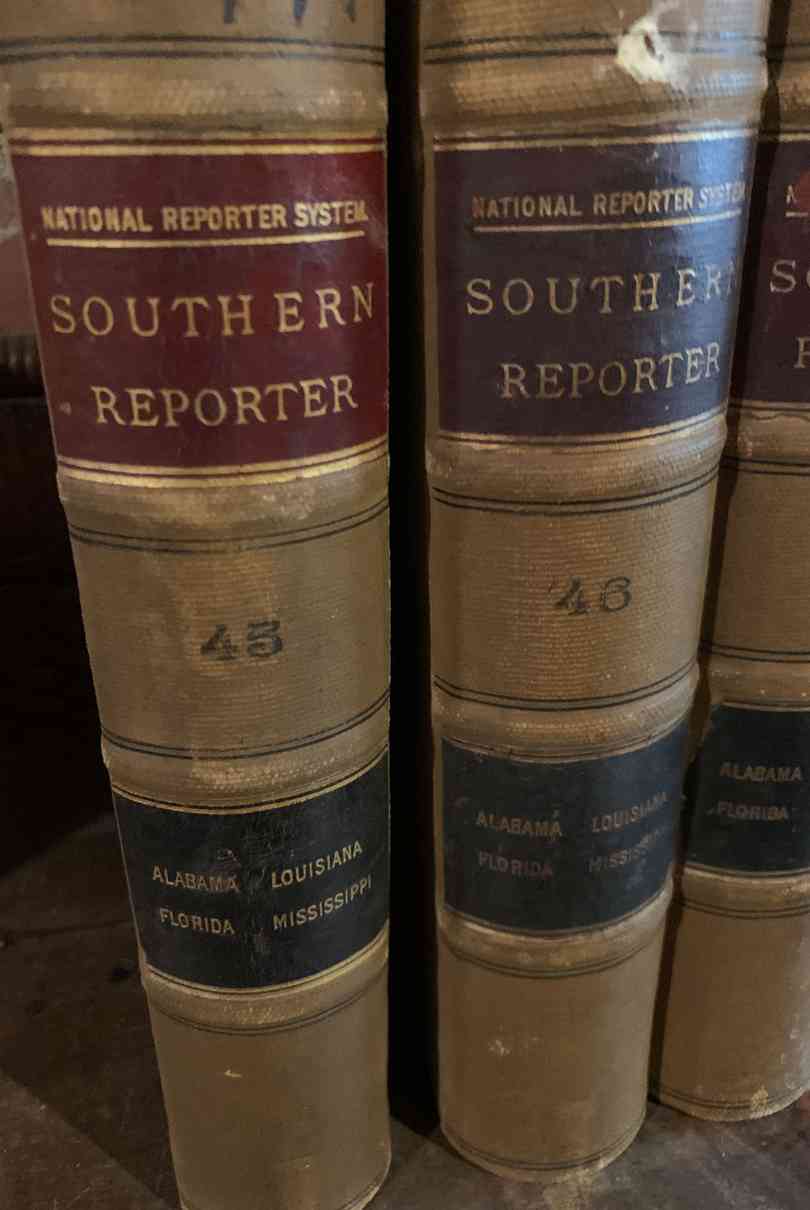 NATIONAL REPORTER SYSTEM
SOUTHERN
REPORTER
45
ALABAMA LOUISIANA
FLORIDA MISSISSIPPI
NATIONAL REPORTER SYSTEM
SOUTHERN
REPORTER
46
ALABAMA LOUISIANA
FLORIDA MISSISSIPPI
ALABAMA
FLORIDA